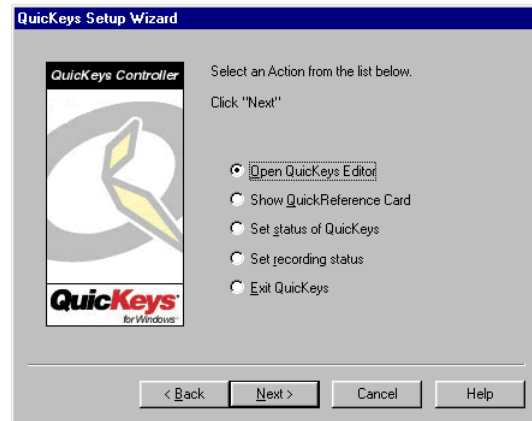 QuicKeys Setup Wizard
QuicKeys Controller
Select an Action from the list below.
Click "Next"
Open QuicKeys Editor
Show QuickReference Card
Set status of QuicKeys
Set recording status
Exit QuicKeys
QuicKeys
for Windows
< Back
Next >
Cancel
Help